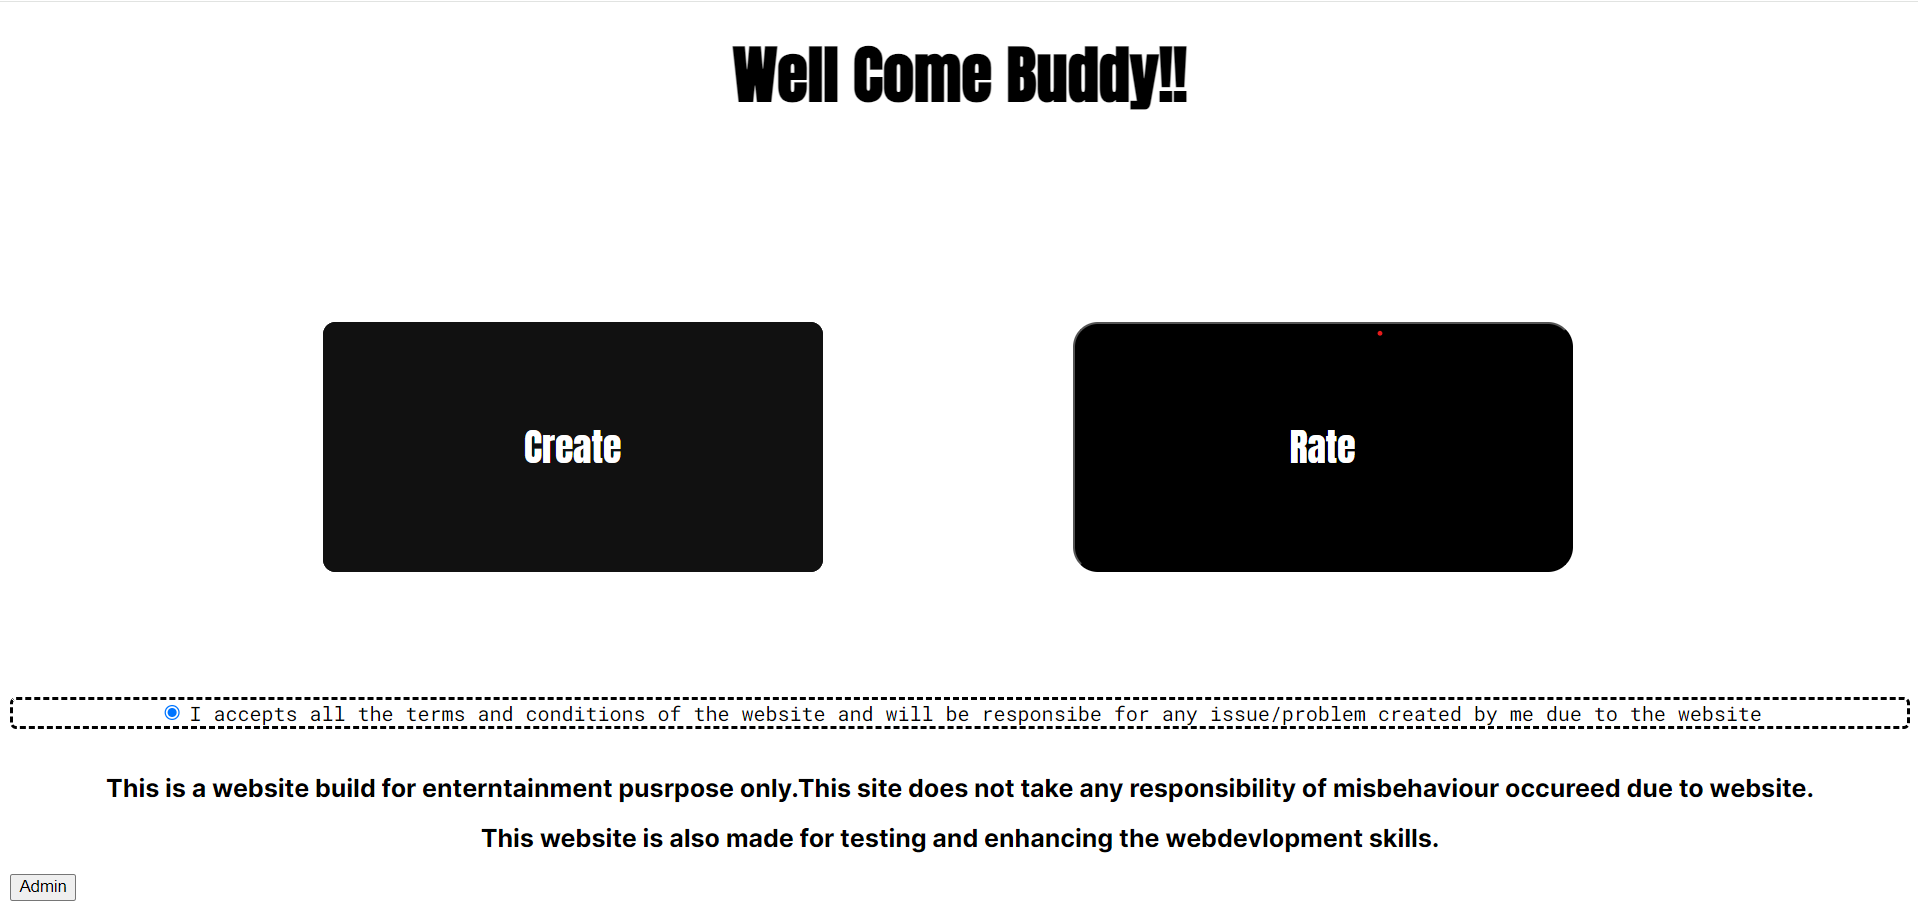 Well Come Buddy!!
Create
Rate
I accepts all the terms and conditions of the website and will be responsibe for any issue/problem created by me due to the website
This is a website build for enterntainment pusrpose only.This site does not take any responsibility of misbehaviour occureed due to website.
This website is also made for testing and enhancing the webdevlopment skills.
Admin